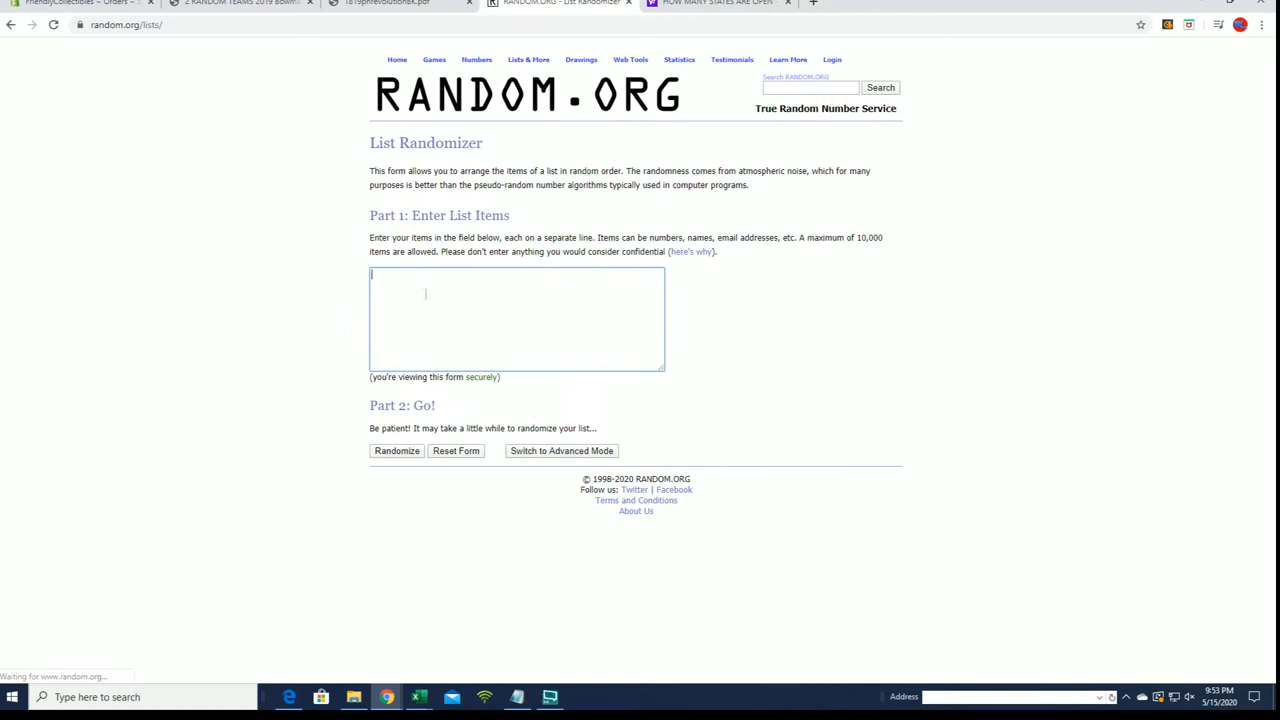 FriendlyCollectibles – Orders – S
2 RANDOM TEAMS 2019 Bowm
1819phrevolutionBK.pdf
RANDOM.ORG - List Randomizer
HOW MANY STATES ARE OPEN -
random.org/lists/
Home Games Numbers Lists & More Drawings Web Tools Statistics Testimonials Learn More Login
RANDOM.ORG
Search RANDOM.ORG
Search
True Random Number Service
List Randomizer
This form allows you to arrange the items of a list in random order. The randomness comes from atmospheric noise, which for many
purposes is better than the pseudo-random number algorithms typically used in computer programs.
Part 1: Enter List Items
Enter your items in the field below, each on a separate line. Items can be numbers, names, email addresses, etc. A maximum of 10,000
items are allowed. Please don't enter anything you would consider confidential (here's why).
(you're viewing this form securely)
Part 2: Go!
Be patient! It may take a little while to randomize your list...
Randomize Reset Form Switch to Advanced Mode
© 1998-2020 RANDOM.ORG
Follow us: Twitter | Facebook
Terms and Conditions
About Us
Waiting for www.random.org...
Type here to search
Address
9:53 PM
5/15/2020